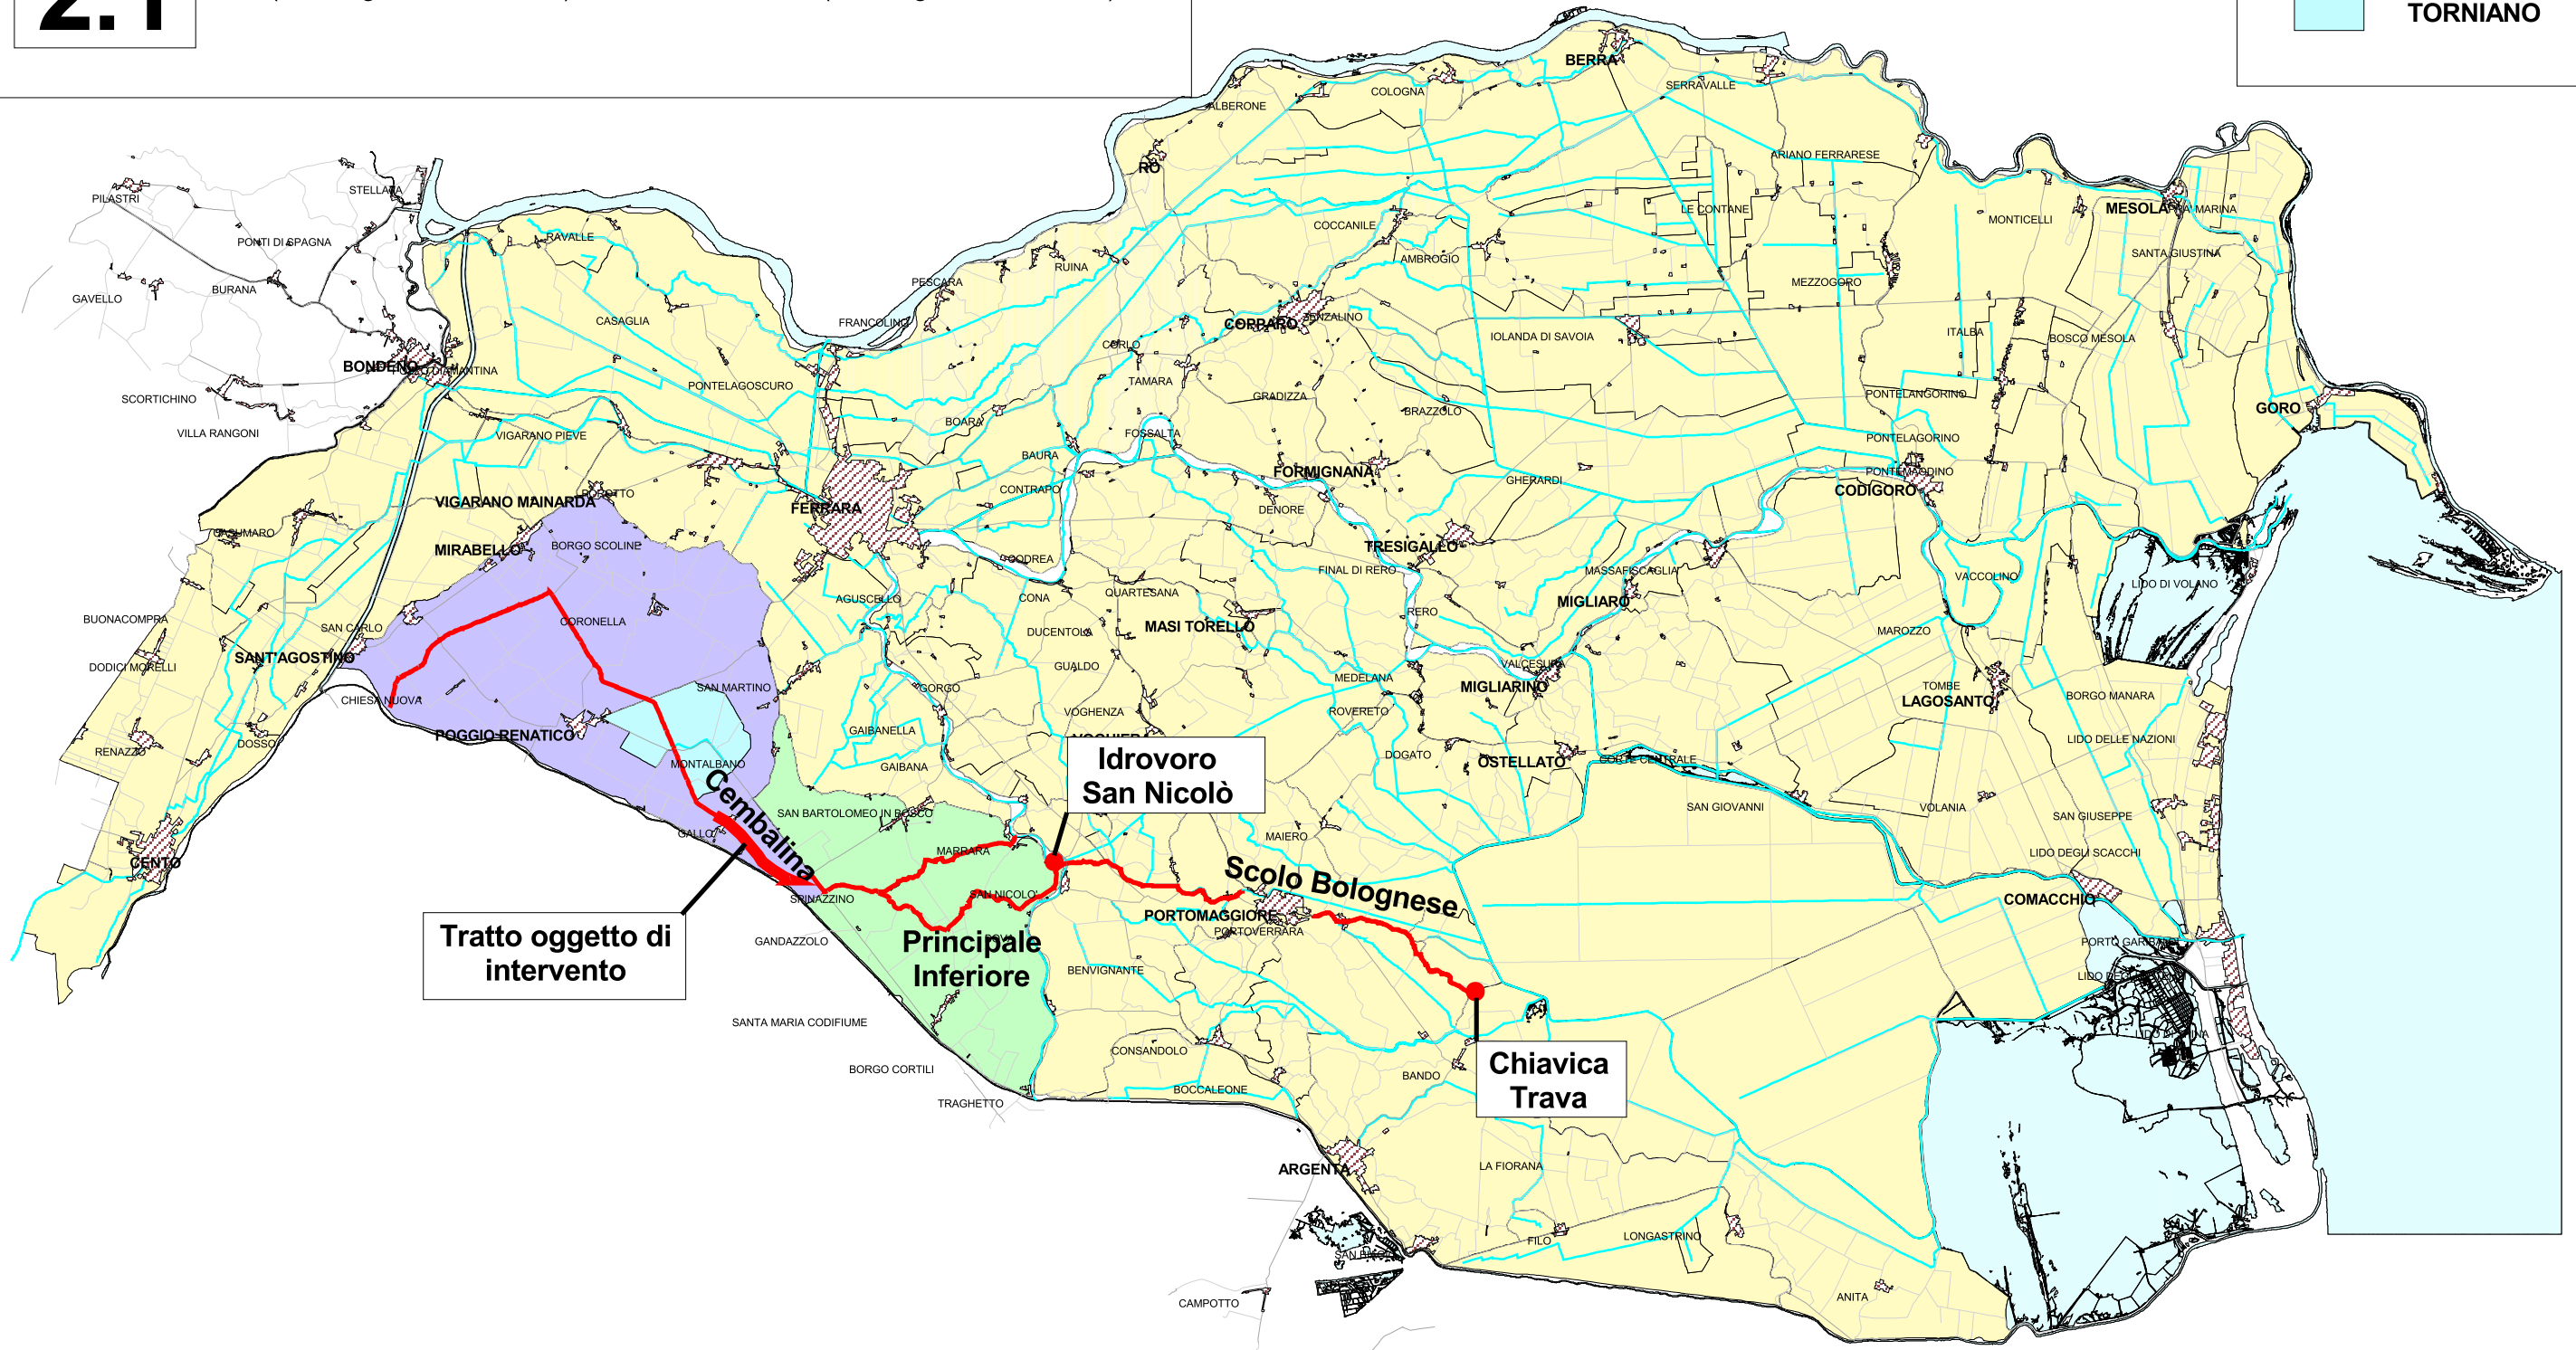 2.1
TORNIANO
BERRA
SERRAVALLE
COLOGNA
ALBERONE
RO
ARIANO FERRARESE
STELLATA
PILASTRI
PONTI DI SPAGNA
RAVALLE
COCCANILE
LE CONTANE
MONTICELLI
MESOLA
SANTA GIUSTINA
AMBROGIO
RUINA
PESCARA
MEZZOGORO
GAVELLO
BURANA
CASAGLIA
FRANCOLINO
COPPARO
IOLANDA DI SAVOIA
ITALBA
BOSCO MESOLA
CORLO
BONDENO
TAMARA
PONTELAGOSCURO
SCORTICHINO
GRADIZZA
BRAZZOLO
PONTELANGORINO
GORO
VILLA RANGONI
VIGARANO PIEVE
BOARA
FOSSALTA
PONTELAGORINO
BAURA
FORMIGNANA
PONTEMAODINO
CONTRAPO'
GHERARDI
CODIGORO
VIGARANO MAINARDA
POROTTO
FERRARA
DENORE
CASUMARO
MIRABELLO
BORGO SCOLINE
TRESIGALLO
CODREA
FINAL DI RERO
MASSAFISCAGLIA
VACCOLINO
LIDO DI VOLANO
AGUSCELLO
CONA
QUARTESANA
MIGLIARO
BUONACOMPRA
SAN CARLO
CORONELLA
DUCENTOLA
MASI TORELLO
RERO
MAROZZO
SANT'AGOSTINO
DODICI MORELLI
GUALDO
VALCESURA
MEDELANA
MIGLIARINO
TOMBE
LAGOSANTO
BORGO MANARA
CHIESA NUOVA
SAN MARTINO
GORGO
VOGHENZA
ROVERETO
POGGIO RENATICO
GAIBANELLA
LIDO DELLE NAZIONI
RENAZZO
DOSSO
MONTALBANO
GAIBANA
DOGATO
OSTELLATO
CORTE CENTRALE
Idrovoro
San Nicolò
Cembalina
SAN GIOVANNI
VOLANIA
SAN GIUSEPPE
SAN BARTOLOMEO IN BOSCO
GALLO
MAIERO
MARRARA
LIDO DEGLI SCACCHI
CENTO
Scolo Bolognese
SPINAZZINO
SAN NICOLO'
COMACCHIO
PORTOMAGGIORE
PORTOVERRARA
Tratto oggetto di
intervento
GANDAZZOLO
Principale
Inferiore
BENVIGNANTE
SANTA MARIA CODIFIUME
CONSANDOLO
BORGO CORTILI
BOCCALEONE
BANDO
Chiavica
Trava
TRAGHETTO
ARGENTA
LA FIORANA
FILO
LONGASTRINO
CAMPOTTO
ANITA